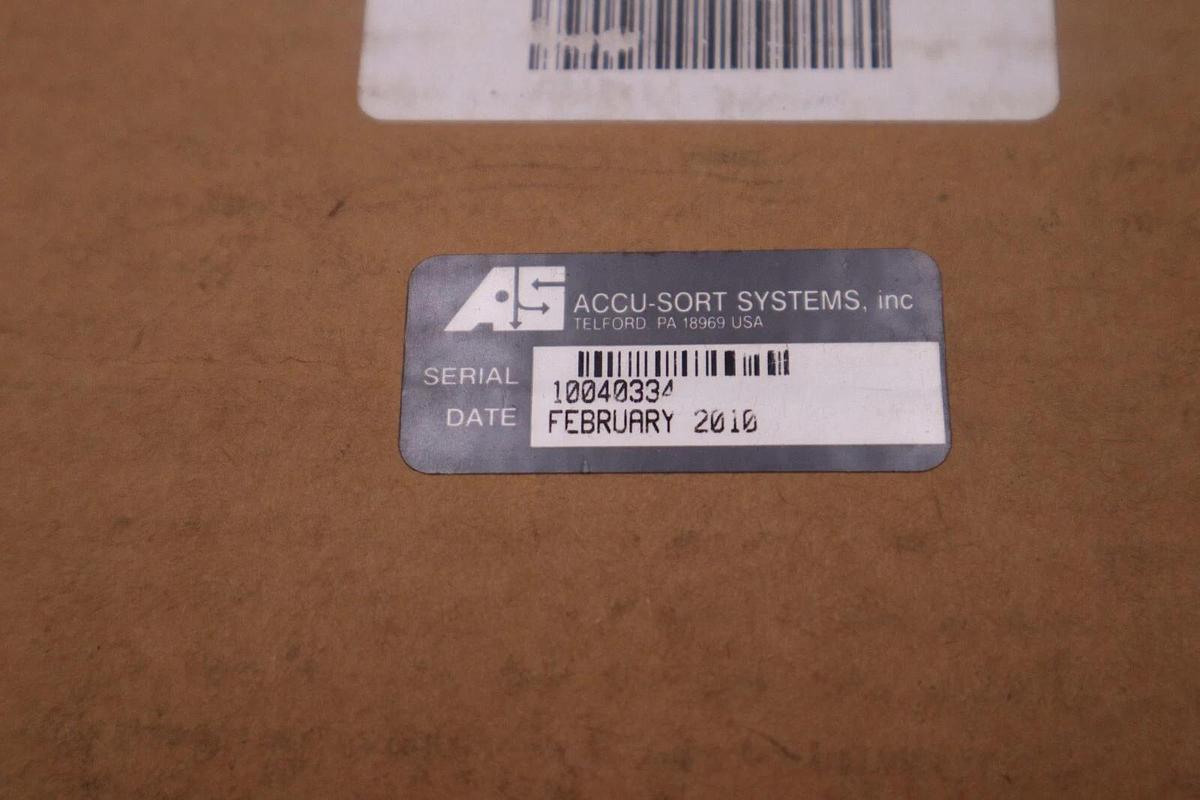 AS ACCU-SORT SYSTEMS, inc
TELFORD. PA 18969 USA
SERIAL 10040334
DATE FEBRUARY 2010